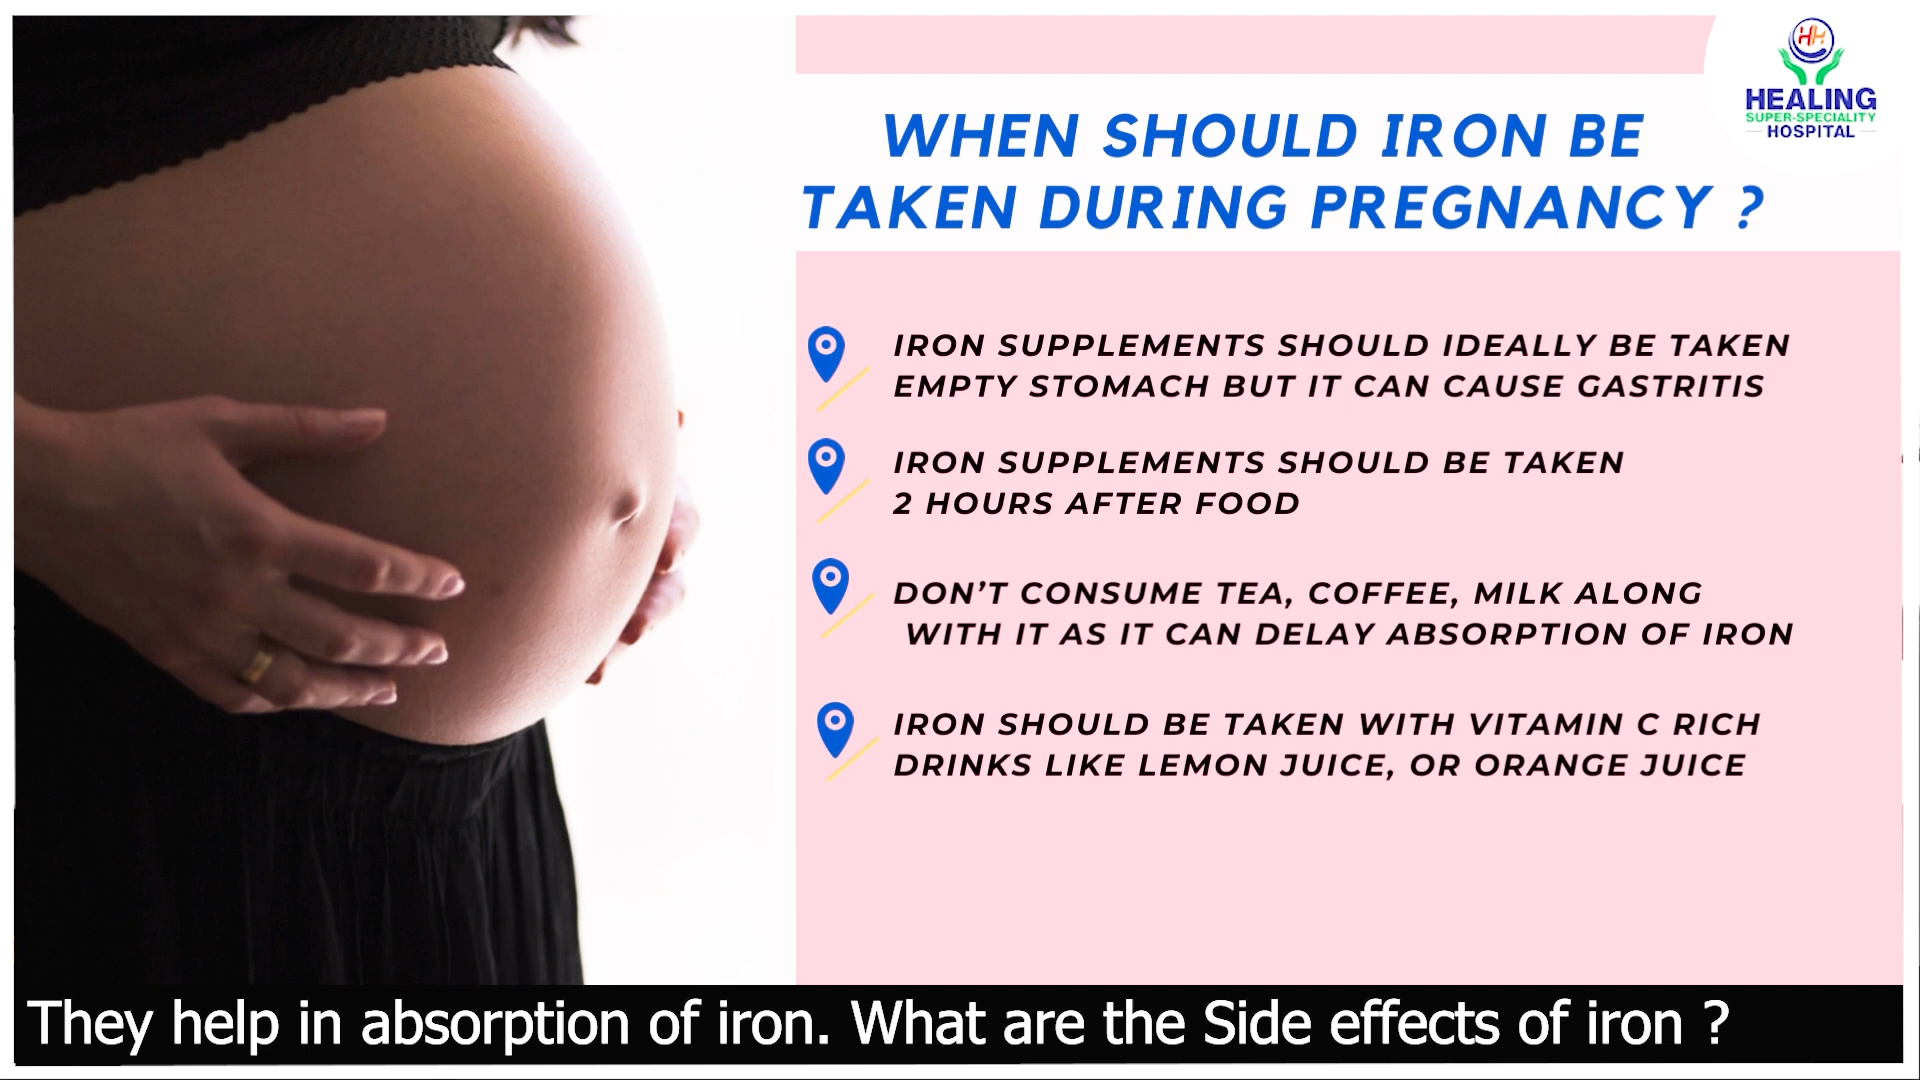 HH
HEALING
SUPER-SPECIALITY
HOSPITAL
WHEN SHOULD IRON BE
TAKEN DURING PREGNANCY ?
IRON SUPPLEMENTS SHOULD IDEALLY BE TAKEN
EMPTY STOMACH BUT IT CAN CAUSE GASTRITIS
IRON SUPPLEMENTS SHOULD BE TAKEN
2 HOURS AFTER FOOD
DON’T CONSUME TEA, COFFEE, MILK ALONG
WITH IT AS IT CAN DELAY ABSORPTION OF IRON
IRON SHOULD BE TAKEN WITH VITAMIN C RICH
DRINKS LIKE LEMON JUICE, OR ORANGE JUICE
They help in absorption of iron. What are the Side effects of iron ?